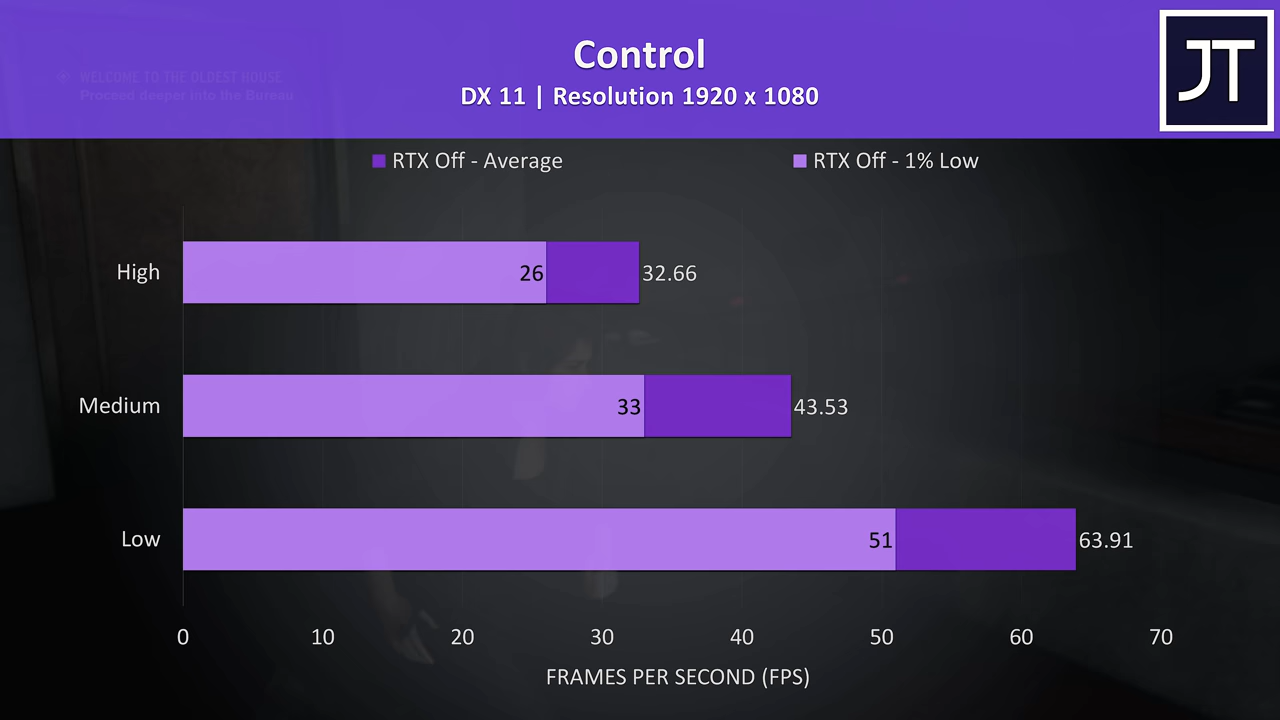 Control
DX 11 | Resolution 1920 x 1080
JT
WELCOME TO THE OLDEST HOUSE
Proceed deeper into the Bureau
RTX Off - Average
RTX Off - 1% Low
High
26
32.66
Medium
33
43.53
Low
51
63.91
0 10 20 30 40 50 60 70
FRAMES PER SECOND (FPS)